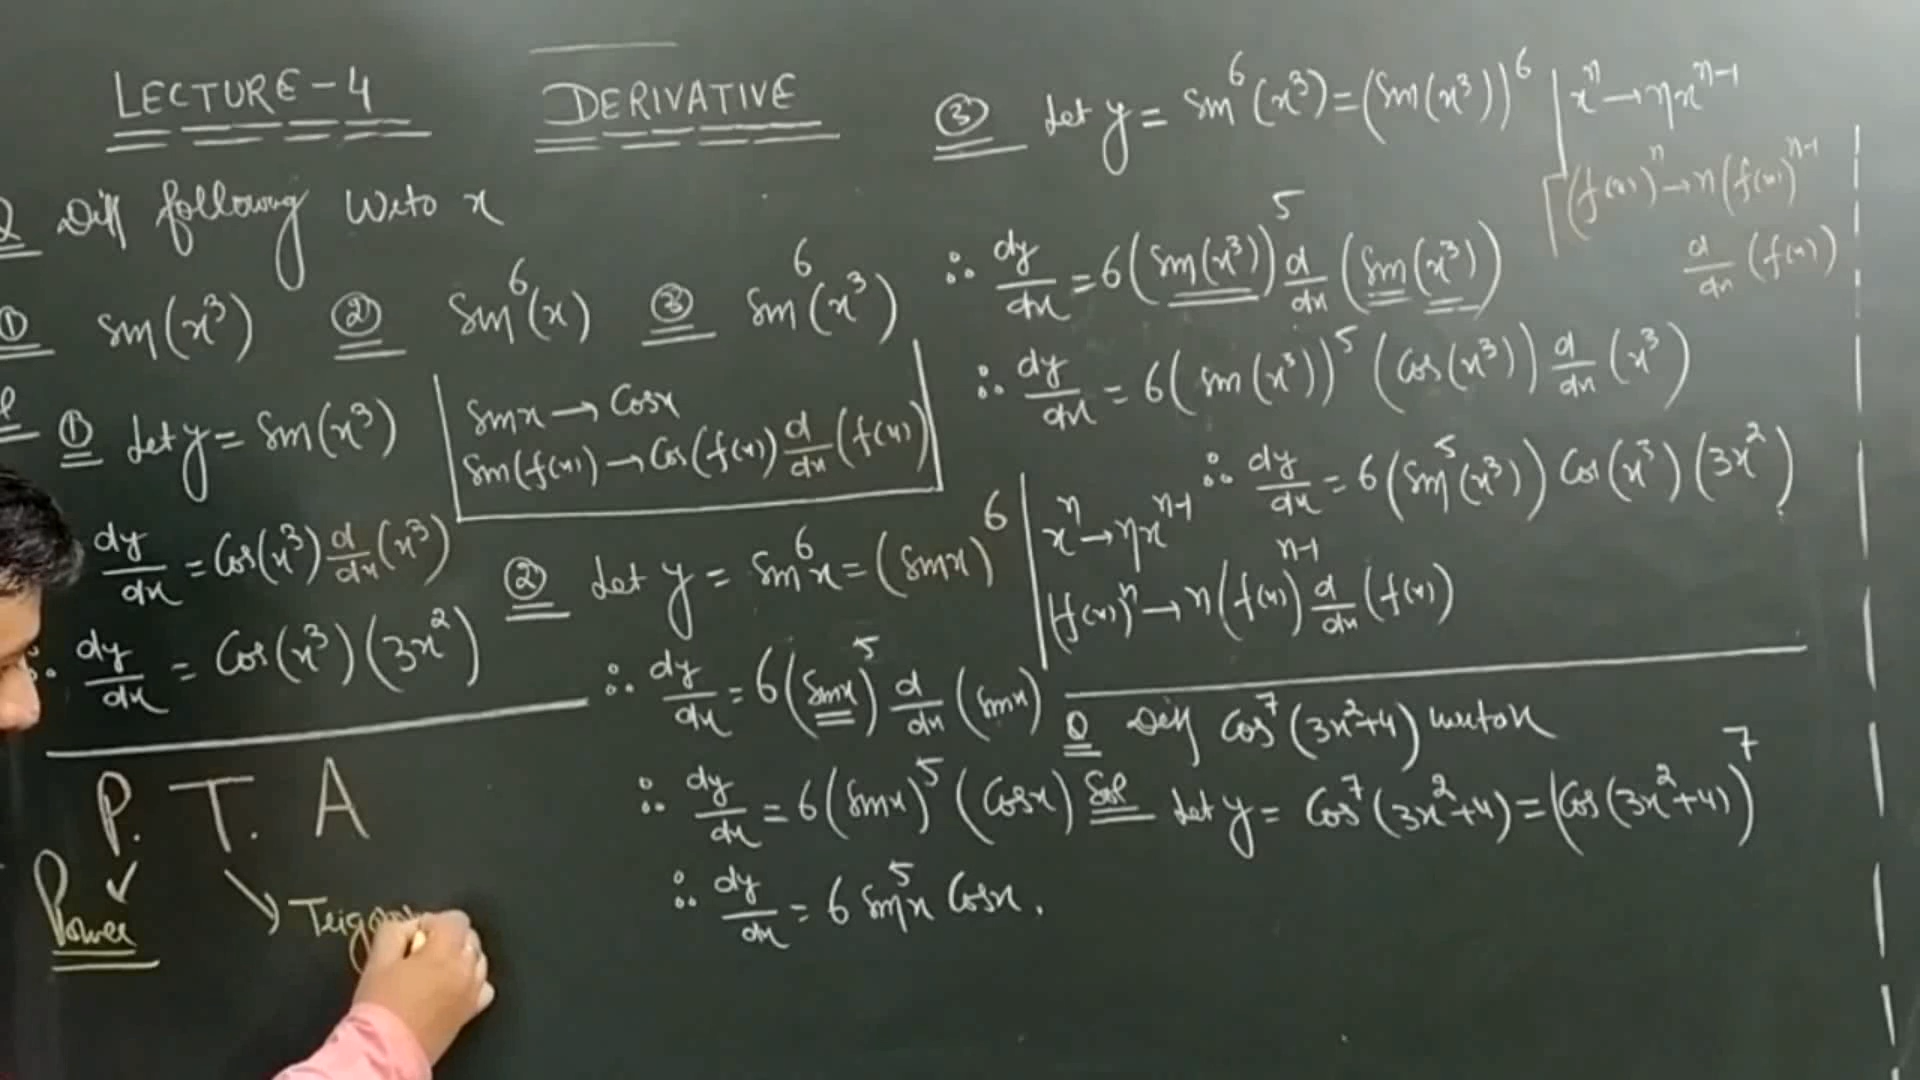 LECTURE-4 DERIVATIVE
Q Diff following w.r.to x
① sin(x³) ② sin⁶(x) ③ sin⁶(x³)
Sol ① Let y = sin(x³)
sinx → cosx
sin(f(x)) → cos(f(x)) d/dx (f(x))
dy/dx = cos(x³) d/dx (x³)
∴ dy/dx = cos(x³)(3x²)
P. T. A
Power
② Let y = sin⁶x = (sinx)⁶
xⁿ → nxⁿ⁻¹
(f(x))ⁿ → n(f(x))ⁿ⁻¹ d/dx (f(x))
∴ dy/dx = 6(sinx)⁵ d/dx (sinx)
∴ dy/dx = 6(sinx)⁵ (cosx)
∴ dy/dx = 6 sin⁵x cosx.
③ Let y = sin⁶(x³) = (sin(x³))⁶
xⁿ → nxⁿ⁻¹
(f(x))ⁿ → n(f(x))ⁿ⁻¹
d/dx (f(x))
∴ dy/dx = 6(sin(x³))⁵ d/dx (sin(x³))
∴ dy/dx = 6(sin(x³))⁵ (cos(x³)) d/dx (x³)
∴ dy/dx = 6(sin⁵(x³)) cos(x³)(3x²)
Q Diff cos⁷(3x²+4) w.r.to x
Sol Let y = cos⁷(3x²+4) = (cos(3x²+4))⁷